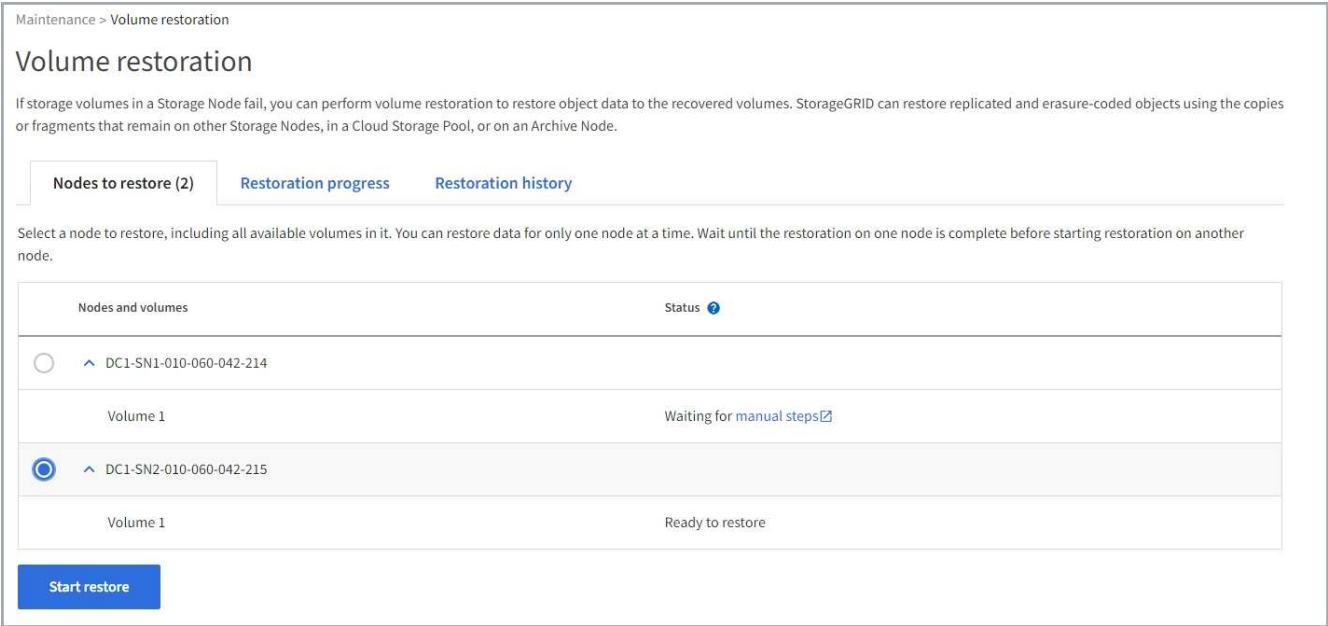 Maintenance > Volume restoration
Volume restoration
If storage volumes in a Storage Node fail, you can perform volume restoration to restore object data to the recovered volumes. StorageGRID can restore replicated and erasure-coded objects using the copies
or fragments that remain on other Storage Nodes, in a Cloud Storage Pool, or on an Archive Node.
Nodes to restore (2) Restoration progress Restoration history
Select a node to restore, including all available volumes in it. You can restore data for only one node at a time. Wait until the restoration on one node is complete before starting restoration on another
node.
Nodes and volumes Status ?
DC1-SN1-010-060-042-214
Volume 1 Waiting for manual steps
DC1-SN2-010-060-042-215
Volume 1 Ready to restore
Start restore